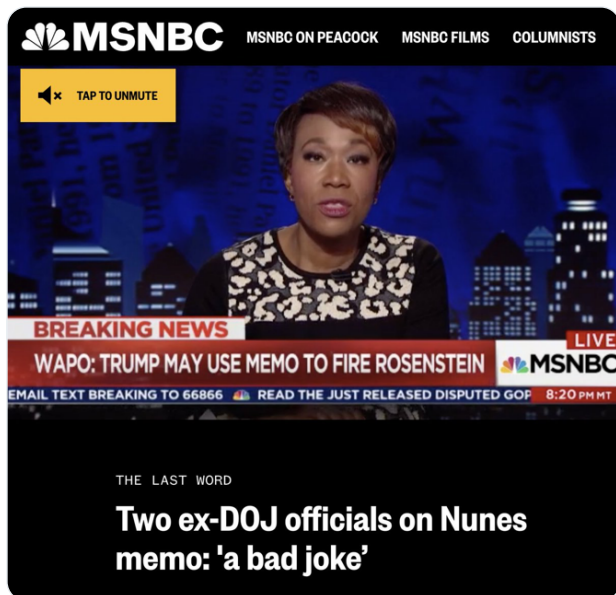 MSNBC
MSNBC ON PEACOCK MSNBC FILMS COLUMNISTS
TAP TO UNMUTE
BREAKING NEWS
LIVE
WAPO: TRUMP MAY USE MEMO TO FIRE ROSENSTEIN
MSNBC
EMAIL TEXT BREAKING TO 66866 READ THE JUST RELEASED DISPUTED GOP
8:20 PM MT
THE LAST WORD
Two ex-DOJ officials on Nunes
memo: 'a bad joke’